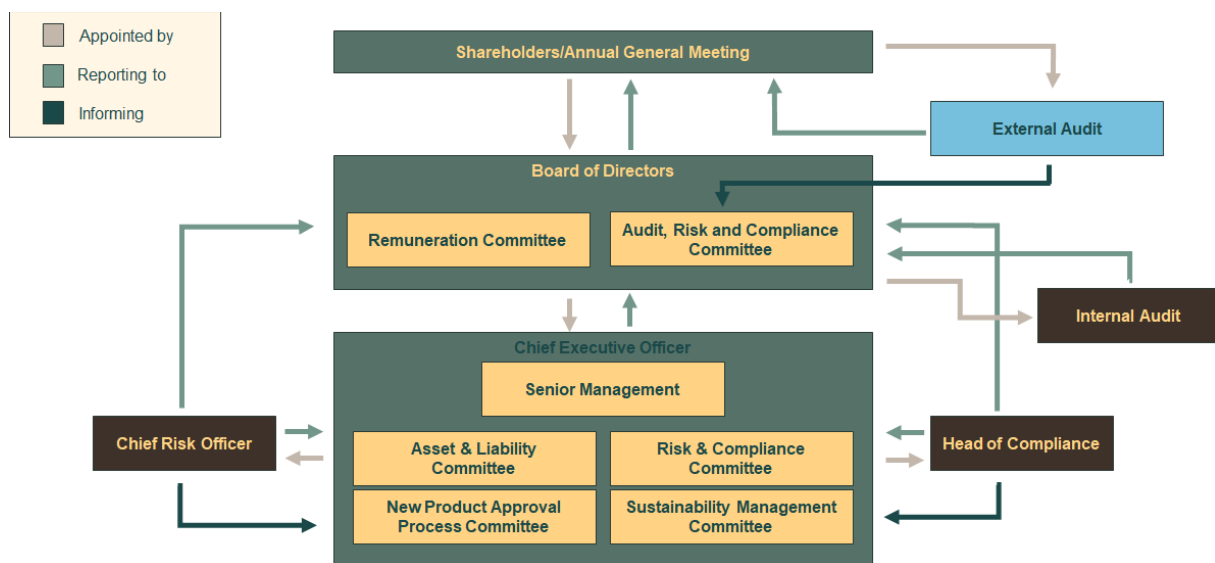 Appointed by
Reporting to
Informing
Shareholders/Annual General Meeting
External Audit
Board of Directors
Remuneration Committee
Audit, Risk and Compliance
Committee
Internal Audit
Chief Executive Officer
Senior Management
Chief Risk Officer
Asset & Liability
Committee
Risk & Compliance
Committee
Head of Compliance
New Product Approval
Process Committee
Sustainability Management
Committee